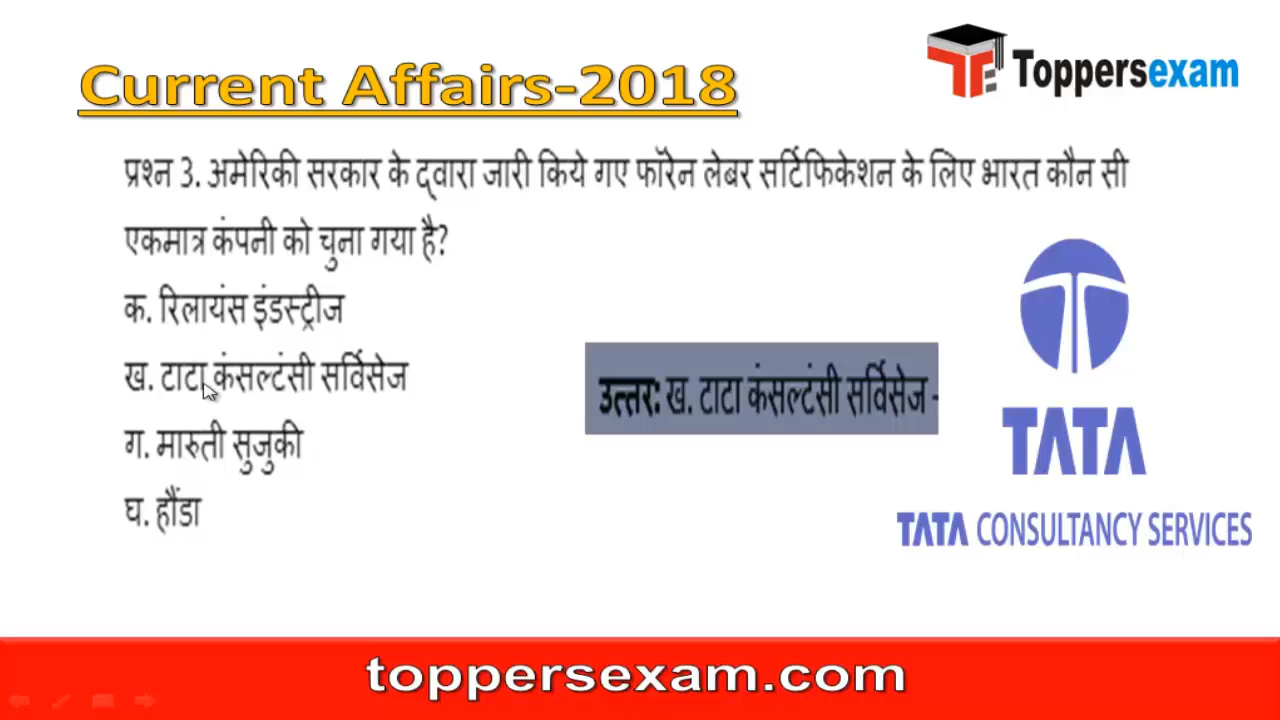 Current Affairs-2018
Toppersexam
प्रश्न 3. अमेरिकी सरकार के द्वारा जारी किये गए फॉरेन लेबर सर्टिफिकेशन के लिए भारत कौन सी
एकमात्र कंपनी को चुना गया है?
क. रिलायंस इंडस्ट्रीज
ख. टाटा कंसल्टंसी सर्विसेज
ग. मारुती सुजुकी
घ. हौंडा
उत्तर: ख. टाटा कंसल्टंसी सर्विसेज -
TATA
TATA CONSULTANCY SERVICES
toppersexam.com